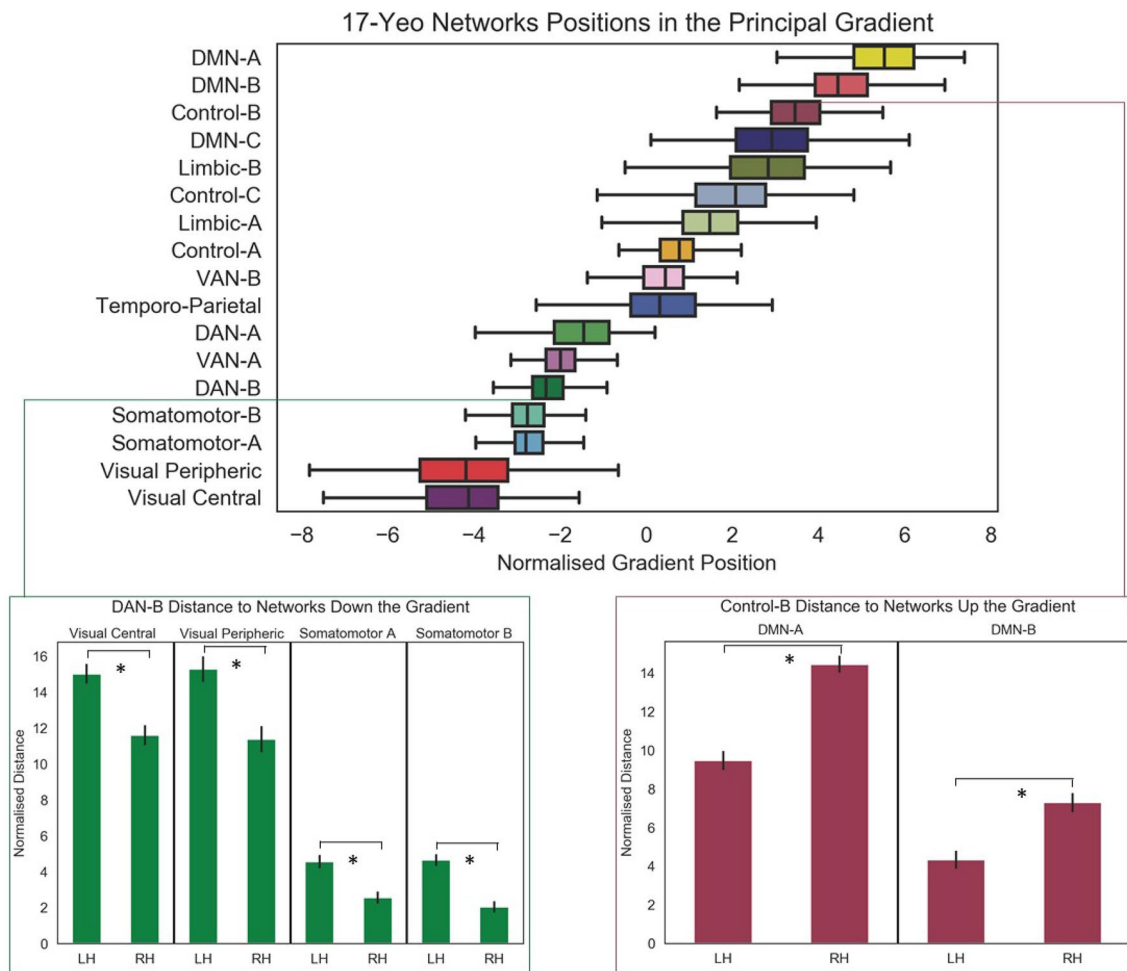 17-Yeo Networks Positions in the Principal Gradient
DMN-A
DMN-B
Control-B
DMN-C
Limbic-B
Control-C
Limbic-A
Control-A
VAN-B
Temporo-Parietal
DAN-A
VAN-A
DAN-B
Somatomotor-B
Somatomotor-A
Visual Peripheric
Visual Central
−8 −6 −4 −2 0 2 4 6 8
Normalised Gradient Position
DAN-B Distance to Networks Down the Gradient
Visual Central Visual Peripheric Somatomotor A Somatomotor B
Normalised Distance
16
14
12
10
8
6
4
2
0
* * * *
LH RH LH RH LH RH LH RH
Control-B Distance to Networks Up the Gradient
DMN-A DMN-B
Normalised Distance
14
12
10
8
6
4
2
0
* *
LH RH LH RH